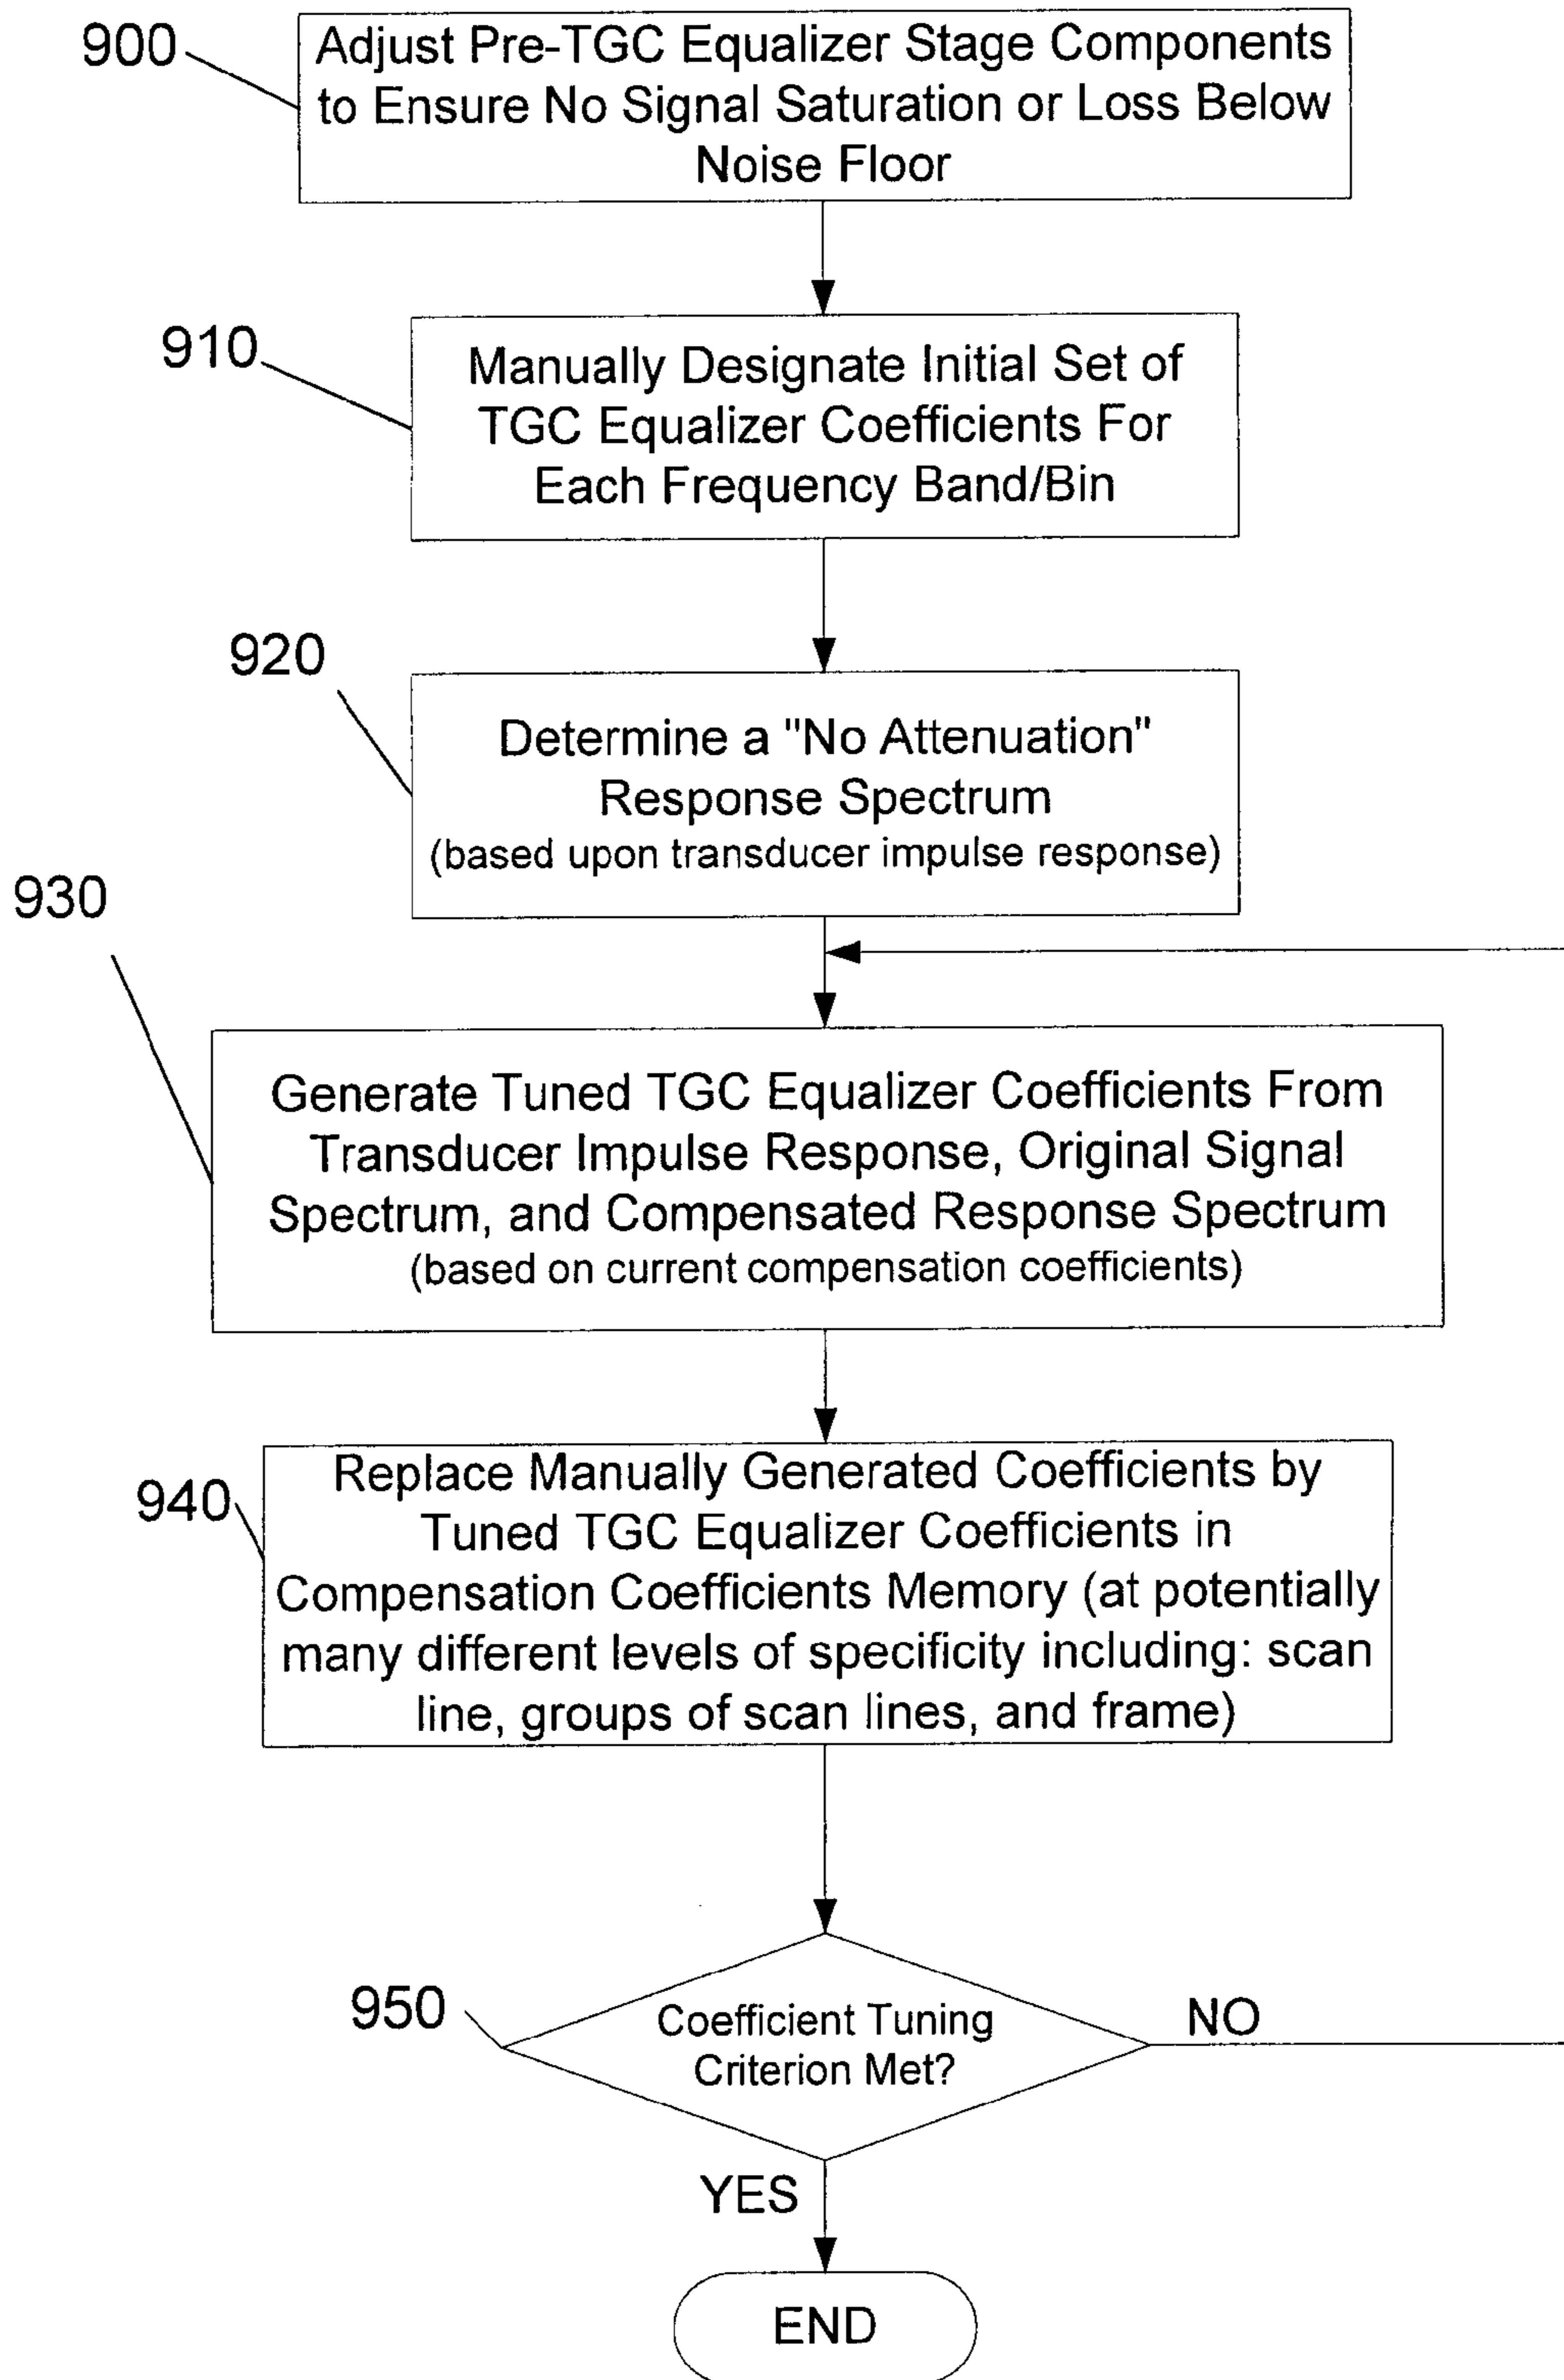 900
Adjust Pre-TGC Equalizer Stage Components
to Ensure No Signal Saturation or Loss Below
Noise Floor
910
Manually Designate Initial Set of
TGC Equalizer Coefficients For
Each Frequency Band/Bin
920
Determine a "No Attenuation"
Response Spectrum
(based upon transducer impulse response)
930
Generate Tuned TGC Equalizer Coefficients From
Transducer Impulse Response, Original Signal
Spectrum, and Compensated Response Spectrum
(based on current compensation coefficients)
940
Replace Manually Generated Coefficients by
Tuned TGC Equalizer Coefficients in
Compensation Coefficients Memory (at potentially
many different levels of specificity including: scan
line, groups of scan lines, and frame)
950
Coefficient Tuning
Criterion Met?
NO
YES
END